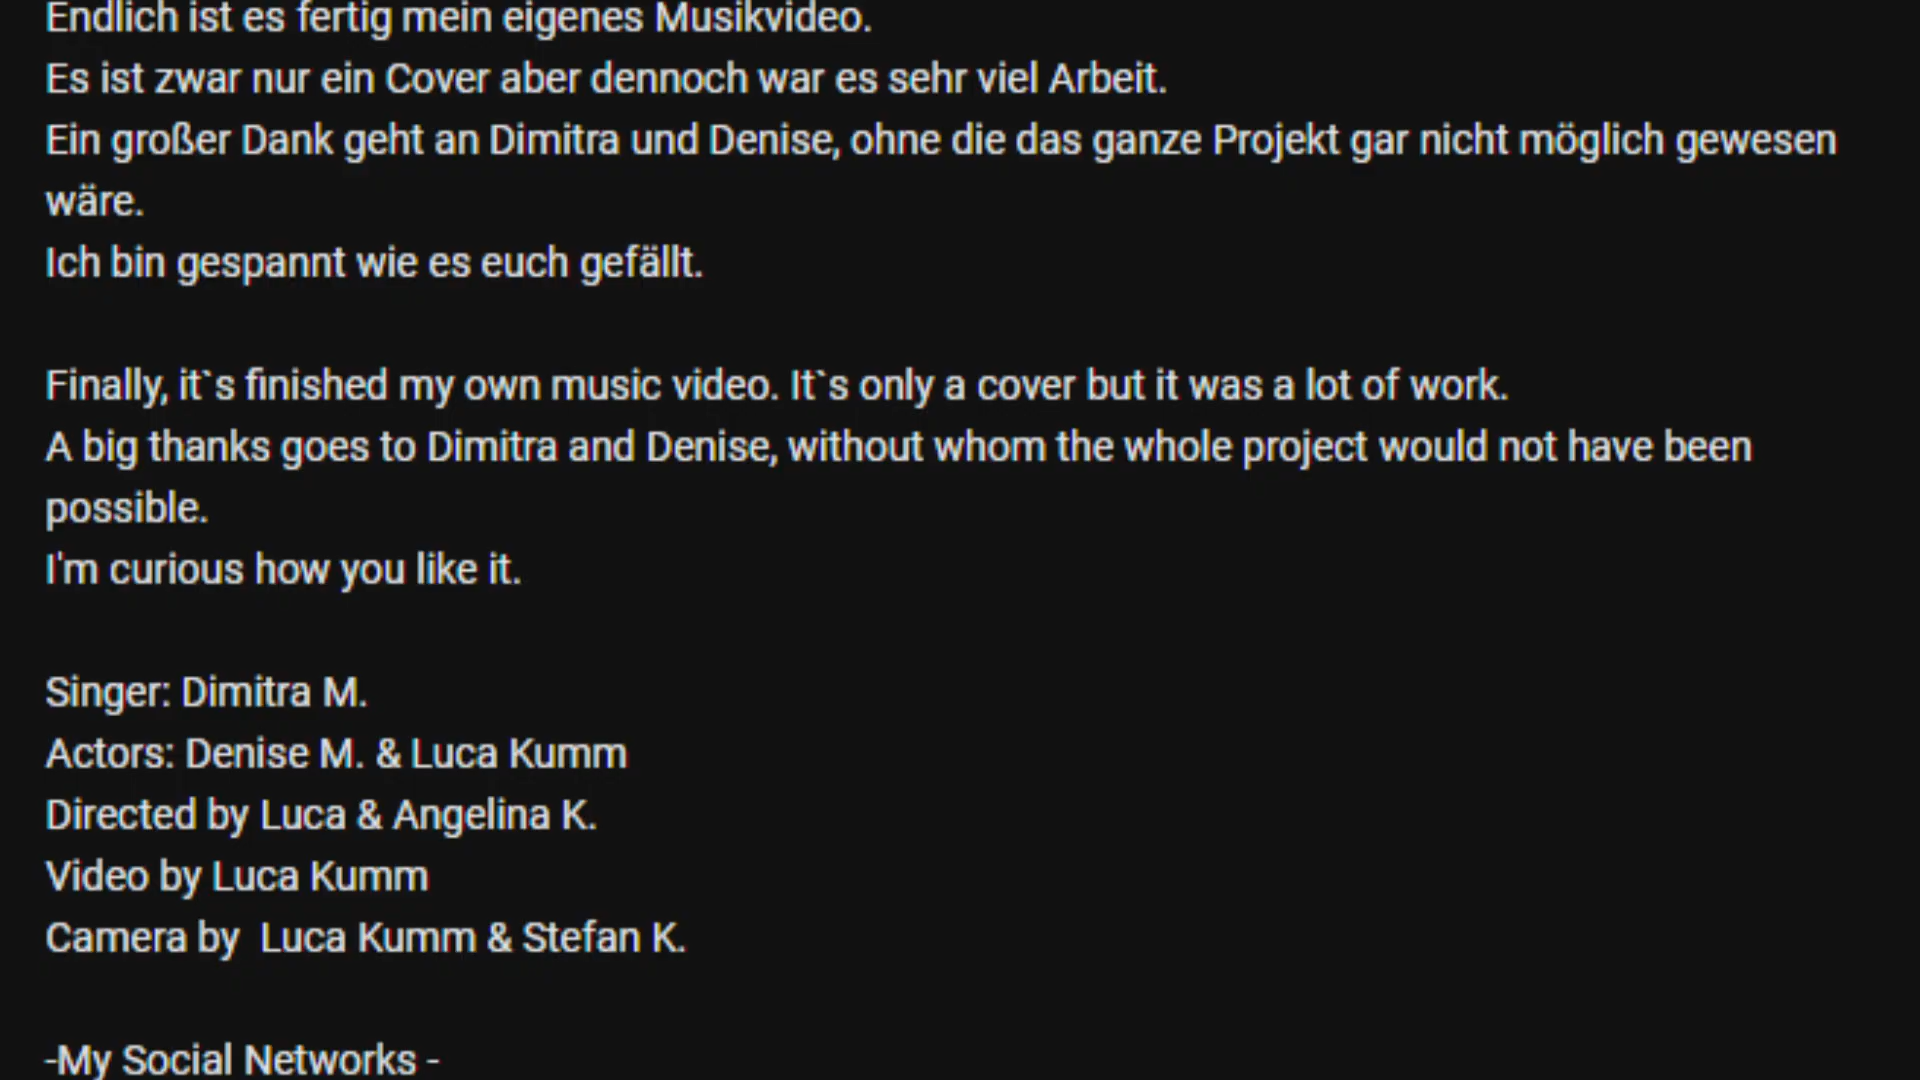 Endlich ist es fertig mein eigenes Musikvideo.
Es ist zwar nur ein Cover aber dennoch war es sehr viel Arbeit.
Ein großer Dank geht an Dimitra und Denise, ohne die das ganze Projekt gar nicht möglich gewesen
wäre.
Ich bin gespannt wie es euch gefällt.
Finally, it`s finished my own music video. It`s only a cover but it was a lot of work.
A big thanks goes to Dimitra and Denise, without whom the whole project would not have been
possible.
I'm curious how you like it.
Singer: Dimitra M.
Actors: Denise M. & Luca Kumm
Directed by Luca & Angelina K.
Video by Luca Kumm
Camera by  Luca Kumm & Stefan K.
-My Social Networks -